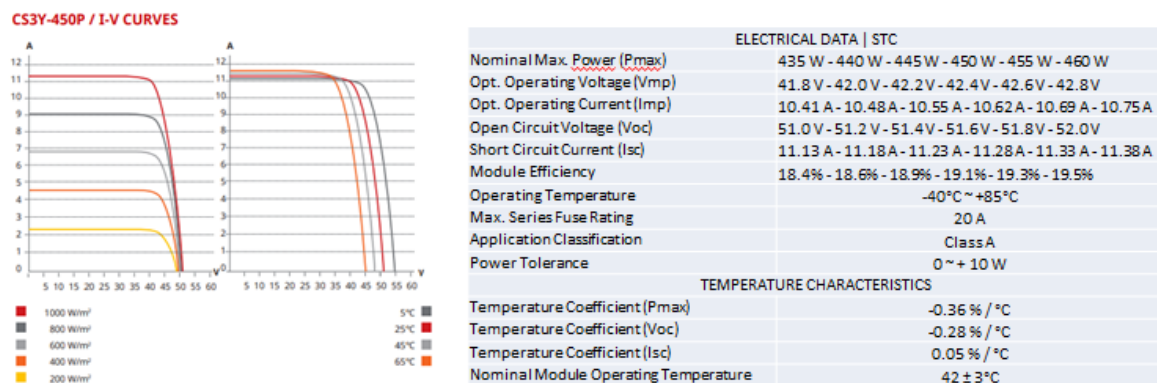 CS3Y-450P / I-V CURVES
A
12
11
10
9
8
7
6
5
4
3
2
1
0
5 10 15 20 25 30 35 40 45 50 55 60
V
1000 W/m²
800 W/m²
600 W/m²
400 W/m²
200 W/m²
A
12
11
10
9
8
7
6
5
4
3
2
1
0
5 10 15 20 25 30 35 40 45 50 55 60
V
5°C
25°C
45°C
65°C
ELECTRICAL DATA | STC
Nominal Max. Power (Pmax) 435 W - 440 W - 445 W - 450 W - 455 W - 460 W
Opt. Operating Voltage (Vmp) 41.8 V - 42.0 V - 42.2 V - 42.4 V - 42.6 V - 42.8 V
Opt. Operating Current (Imp) 10.41 A - 10.48 A - 10.55 A - 10.62 A - 10.69 A - 10.75 A
Open Circuit Voltage (Voc) 51.0 V - 51.2 V - 51.4 V - 51.6 V - 51.8 V - 52.0 V
Short Circuit Current (Isc) 11.13 A - 11.18 A - 11.23 A - 11.28 A - 11.33 A - 11.38 A
Module Efficiency 18.4% - 18.6% - 18.9% - 19.1% - 19.3% - 19.5%
Operating Temperature -40°C ~ +85°C
Max. Series Fuse Rating 20 A
Application Classification Class A
Power Tolerance 0 ~ + 10 W
TEMPERATURE CHARACTERISTICS
Temperature Coefficient (Pmax) -0.36 % / °C
Temperature Coefficient (Voc) -0.28 % / °C
Temperature Coefficient (Isc) 0.05 % / °C
Nominal Module Operating Temperature 42 ± 3°C